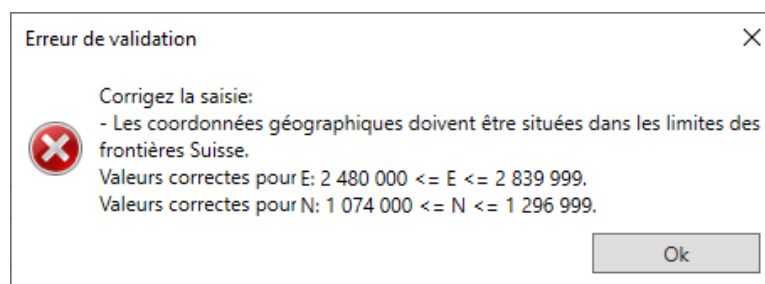 Erreur de validation
Corrigez la saisie:
- Les coordonnées géographiques doivent être situées dans les limites des
frontières Suisse.
Valeurs correctes pour E: 2 480 000 <= E <= 2 839 999.
Valeurs correctes pour N: 1 074 000 <= N <= 1 296 999.
Ok